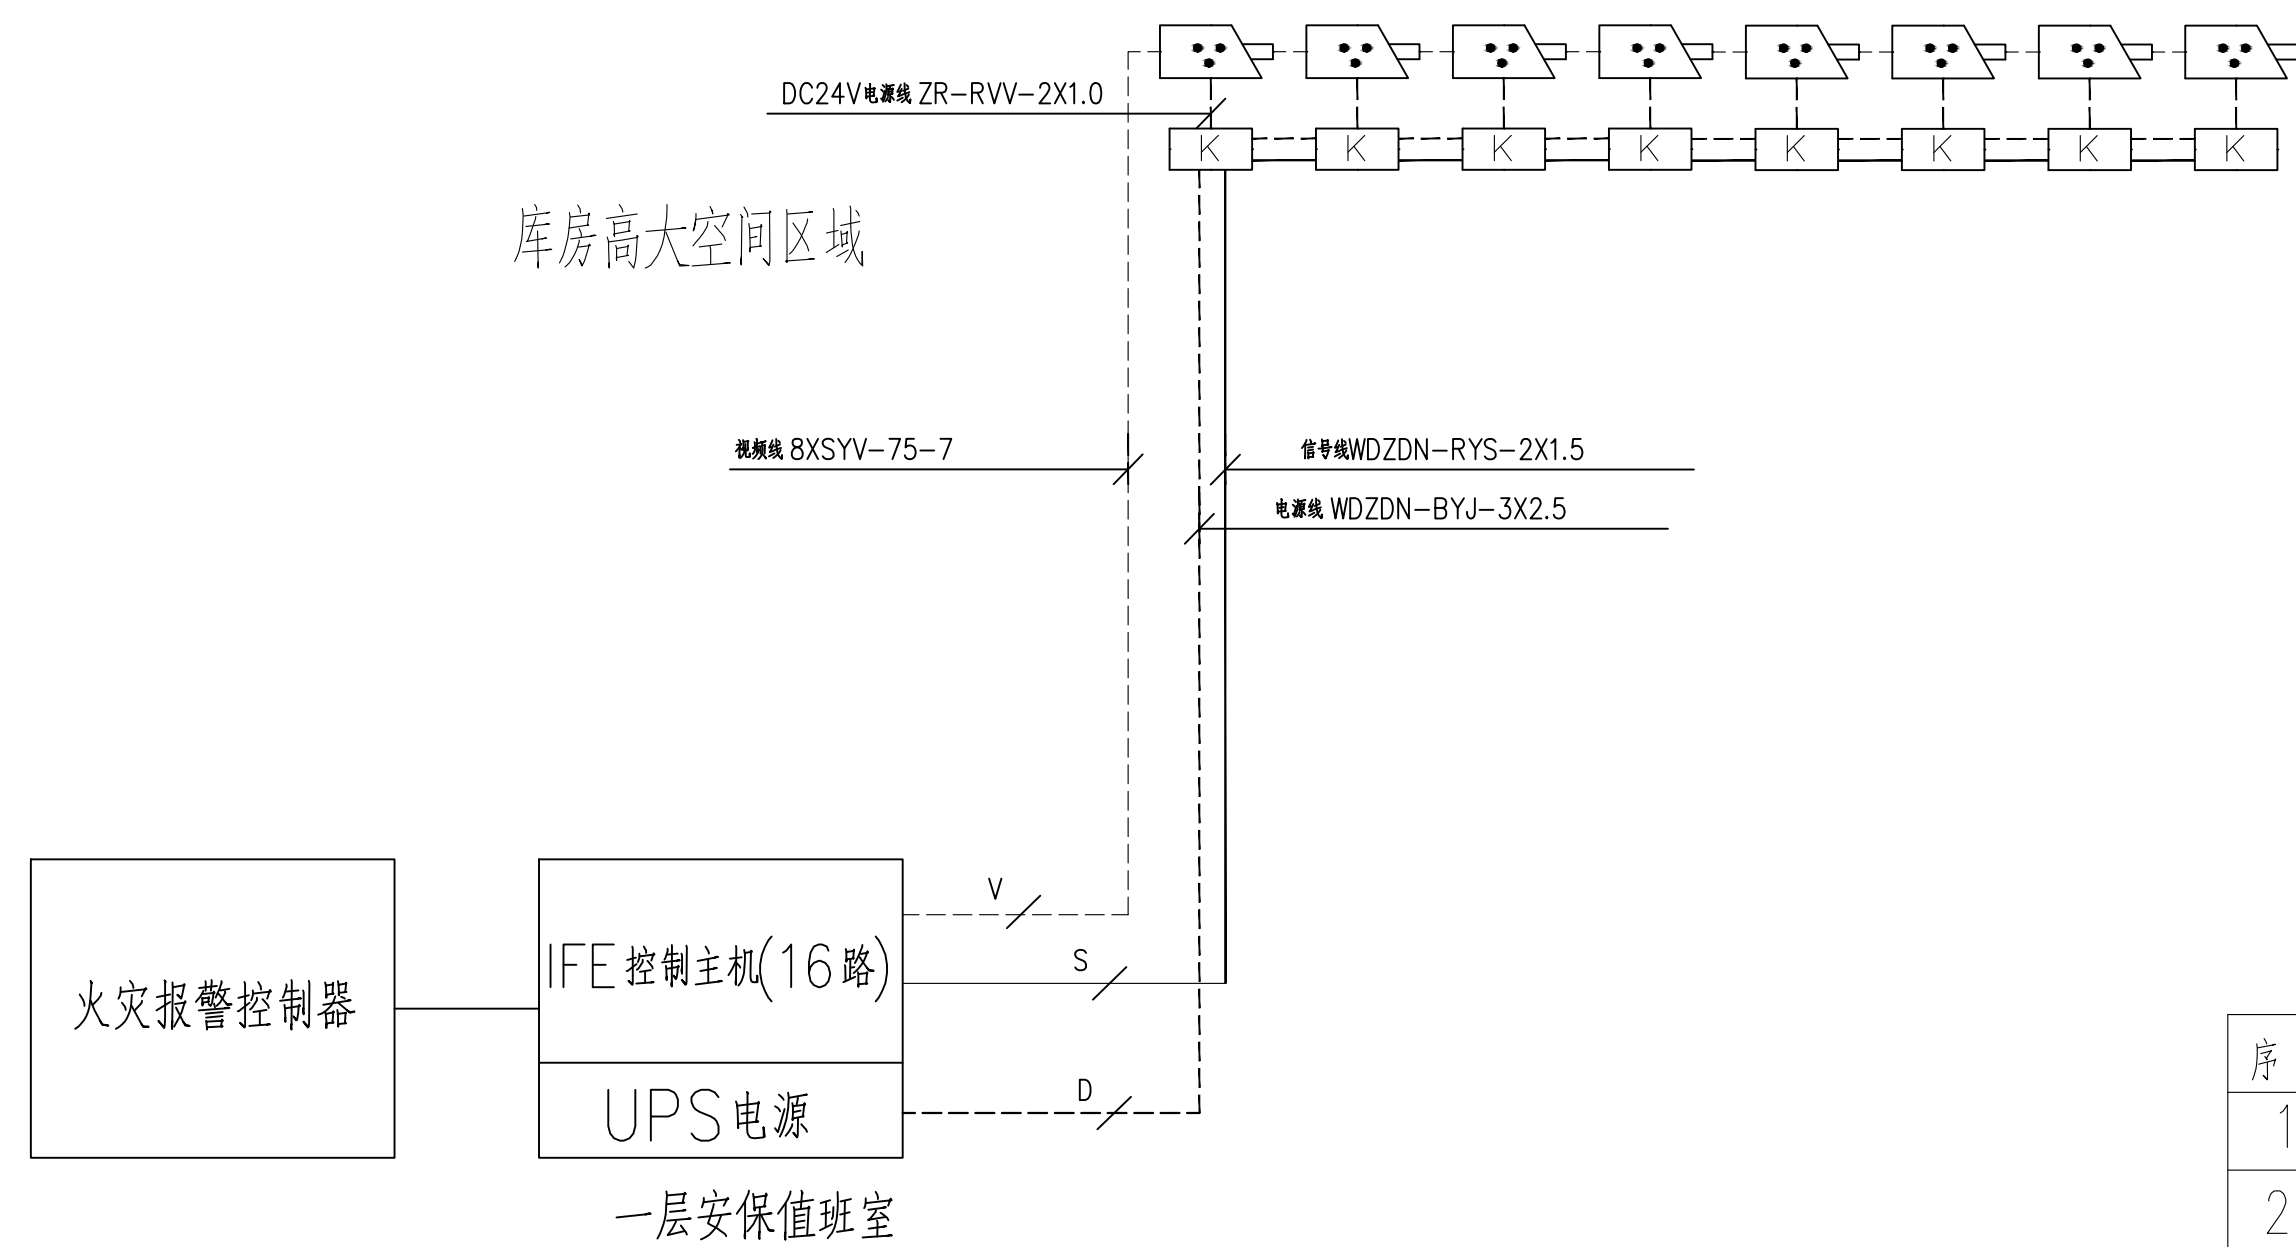 DC24V电源线 ZR-RVV-2X1.0
K K K K K K K K
库房高大空间区域
视频线 8XSYV-75-7
信号线WDZDN-RYS-2X1.5
电源线 WDZDN-BYJ-3X2.5
V
IFE控制主机(16路)
S
火灾报警控制器
UPS电源
D
一层安保值班室
序
1
2